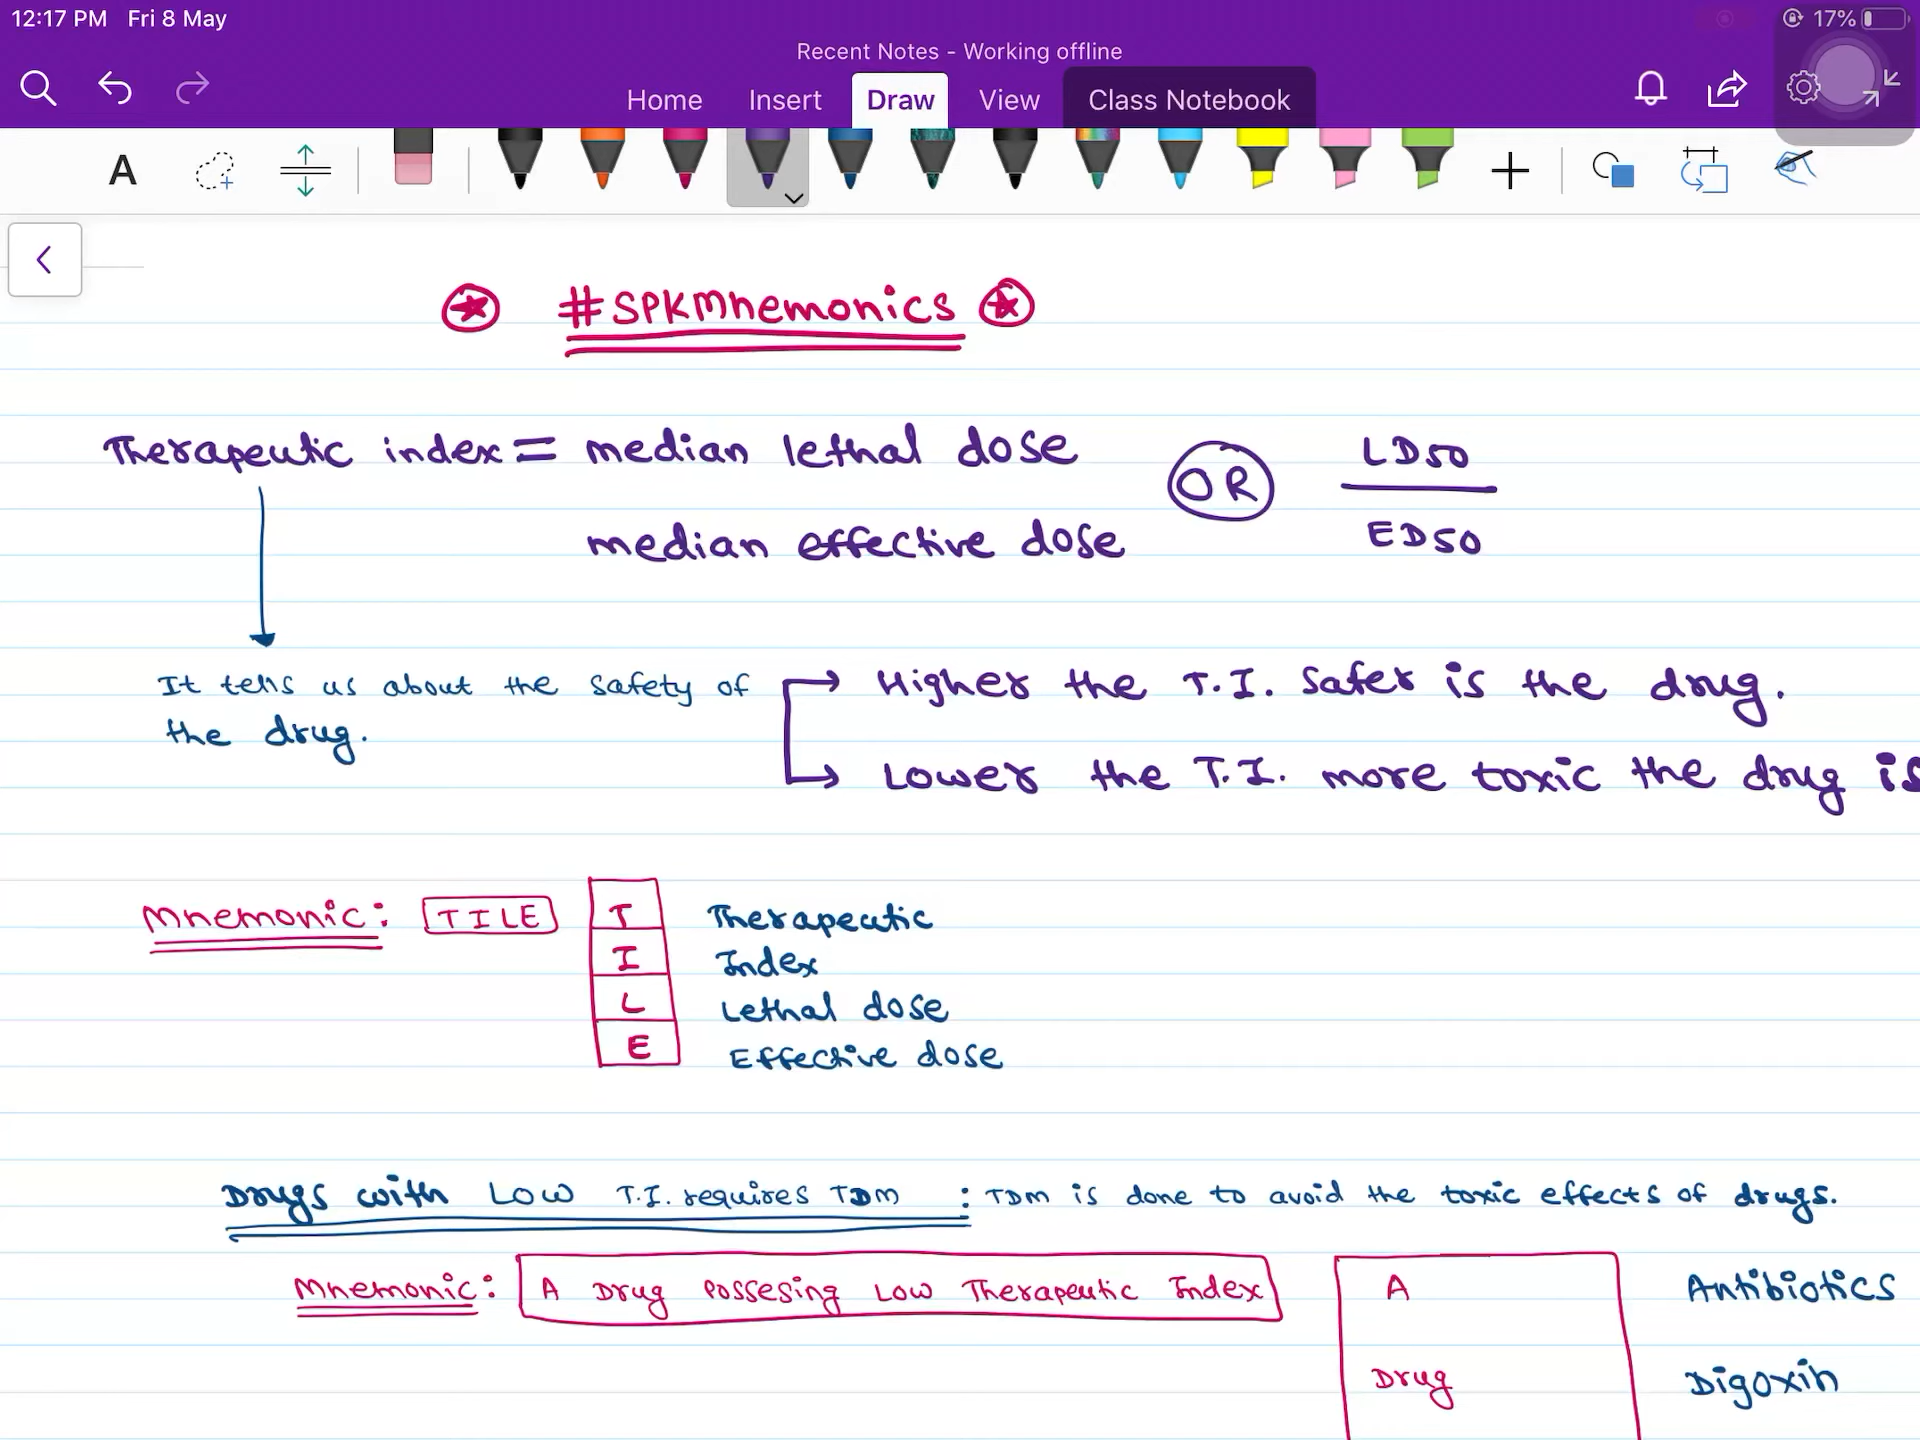 12:17 PM Fri 8 May
17%
Recent Notes - Working offline
Home Insert Draw View Class Notebook
A
#SPKMnemonics
Therapeutic index = median lethal dose
median effective dose
OR
LD50
ED50
It tells us about the safety of
the drug.
Higher the T.I. Safer is the drug.
Lower the T.I. more toxic the drug is
Mnemonic: TILE
T Therapeutic
I Index
L Lethal dose
E Effective dose
Drugs with Low T.I. requires TDM : TDM is done to avoid the toxic effects of drugs.
Mnemonic: A Drug Possesing Low Therapeutic Index
A Antibiotics
Drug Digoxin